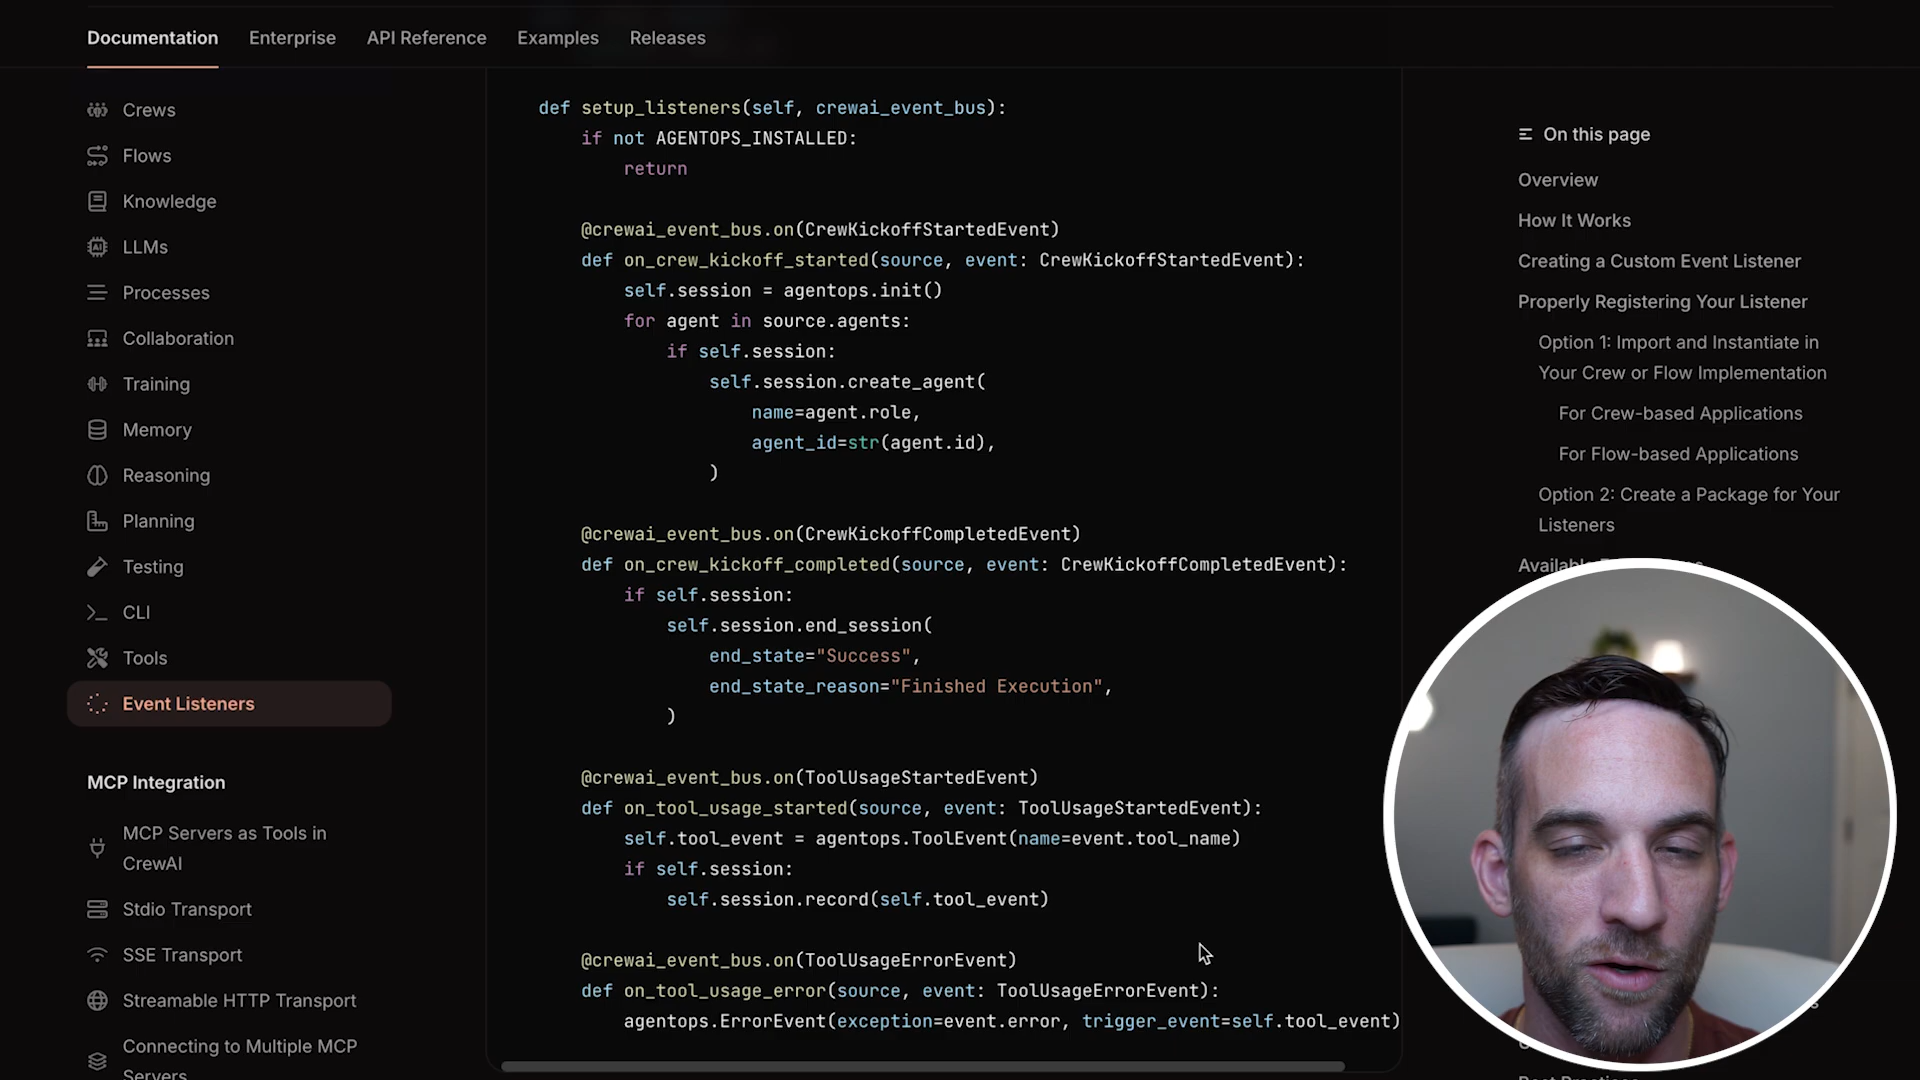 Documentation
Enterprise
API Reference
Examples
Releases
Crews
Flows
Knowledge
LLMs
Processes
Collaboration
Training
Memory
Reasoning
Planning
Testing
CLI
Tools
Event Listeners
MCP Integration
MCP Servers as Tools in
CrewAI
Stdio Transport
SSE Transport
Streamable HTTP Transport
Connecting to Multiple MCP
Servers
def setup_listeners(self, crewai_event_bus):
if not AGENTOPS_INSTALLED:
return
@crewai_event_bus.on(CrewKickoffStartedEvent)
def on_crew_kickoff_started(source, event: CrewKickoffStartedEvent):
self.session = agentops.init()
for agent in source.agents:
if self.session:
self.session.create_agent(
name=agent.role,
agent_id=str(agent.id),
)
@crewai_event_bus.on(CrewKickoffCompletedEvent)
def on_crew_kickoff_completed(source, event: CrewKickoffCompletedEvent):
if self.session:
self.session.end_session(
end_state="Success",
end_state_reason="Finished Execution",
)
@crewai_event_bus.on(ToolUsageStartedEvent)
def on_tool_usage_started(source, event: ToolUsageStartedEvent):
self.tool_event = agentops.ToolEvent(name=event.tool_name)
if self.session:
self.session.record(self.tool_event)
@crewai_event_bus.on(ToolUsageErrorEvent)
def on_tool_usage_error(source, event: ToolUsageErrorEvent):
agentops.ErrorEvent(exception=event.error, trigger_event=self.tool_event)
On this page
Overview
How It Works
Creating a Custom Event Listener
Properly Registering Your Listener
Option 1: Import and Instantiate in
Your Crew or Flow Implementation
For Crew-based Applications
For Flow-based Applications
Option 2: Create a Package for Your
Listeners